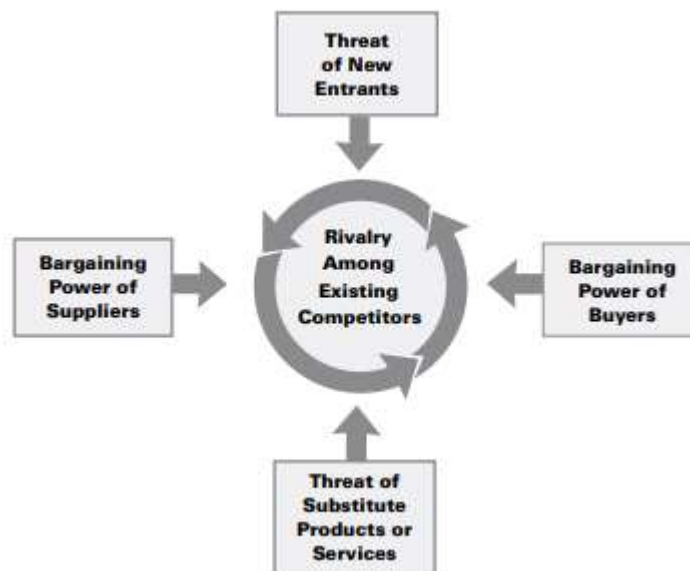 Threat
of New
Entrants
Bargaining
Power of
Suppliers
Rivalry
Among
Existing
Competitors
Bargaining
Power of
Buyers
Threat of
Substitute
Products or
Services